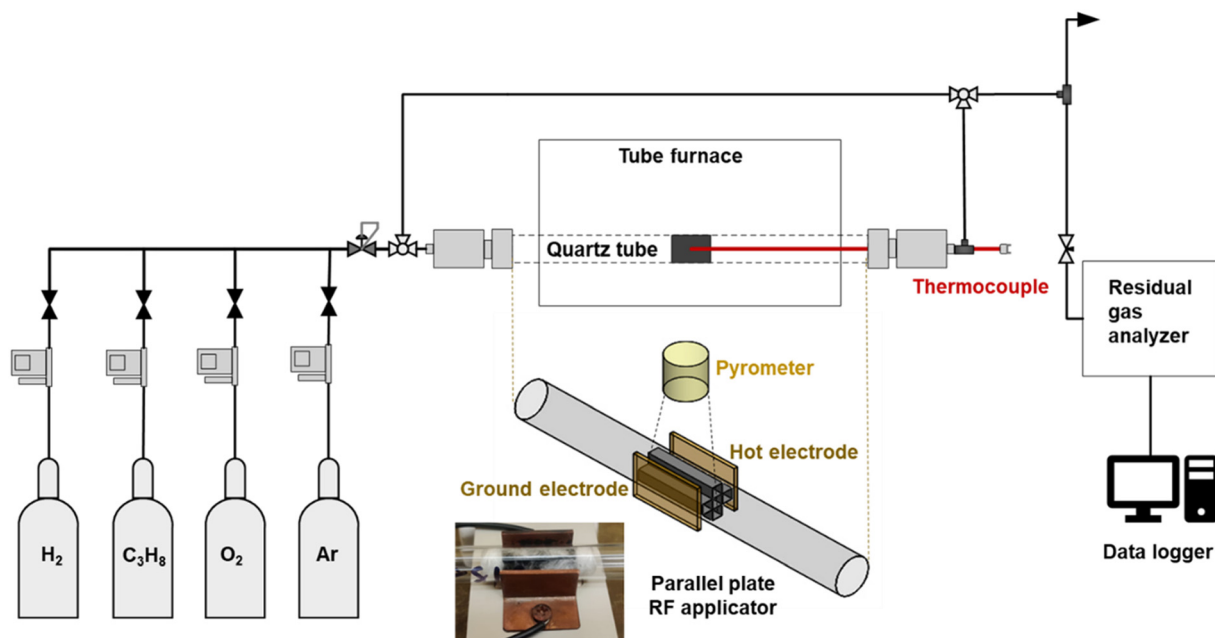 Tube furnace
Quartz tube
Thermocouple
Residual
gas
analyzer
Pyrometer
Hot electrode
Ground electrode
H₂
C₃H₈
O₂
Ar
Parallel plate
RF applicator
Data logger